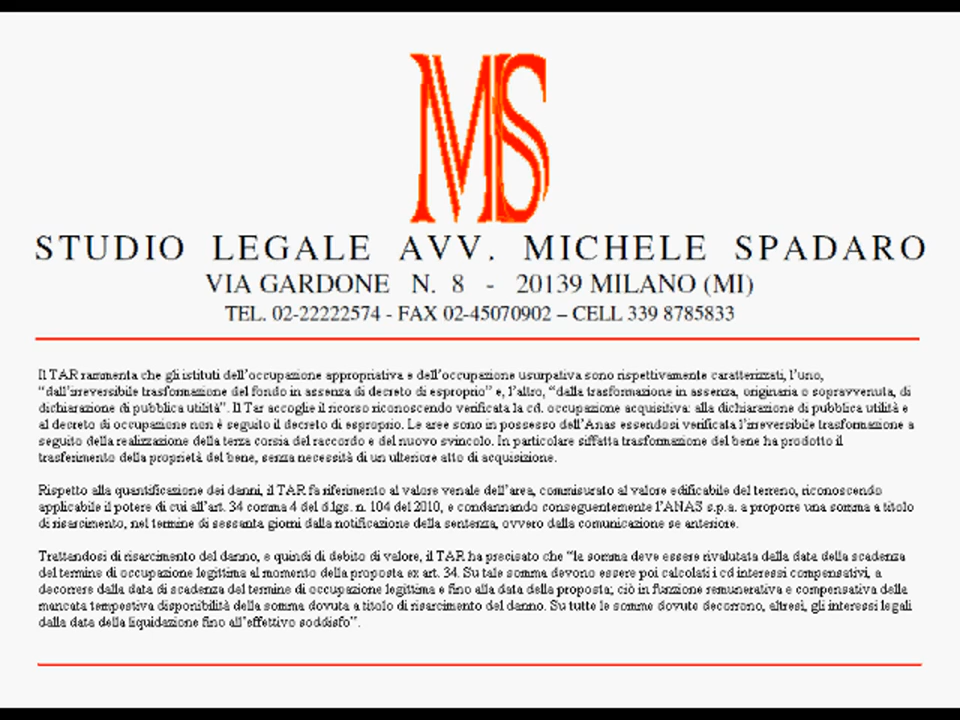 MS
STUDIO LEGALE AVV. MICHELE SPADARO
VIA GARDONE N. 8 - 20139 MILANO (MI)
TEL. 02-22222574 - FAX 02-45070902 – CELL 339 8785833
Il TAR rammenta che gli istituti dell'occupazione appropriativa e dell'occupazione usurpativa sono rispettivamente caratterizzati, l'uno,
“dall'irreversibile trasformazione del fondo in assenza di decreto di esproprio” e, l'altro, “dalla trasformazione in assenza, originaria o sopravvenuta, di
dichiarazione di pubblica utilità”. Il Tar accoglie il ricorso riconoscendo verificata la cd. occupazione acquisitiva: alla dichiarazione di pubblica utilità e
al decreto di occupazione non è seguito il decreto di esproprio. Le aree sono in possesso dell'Anas essendosi verificata l'irreversibile trasformazione a
seguito della realizzazione della terza corsia del raccordo e del nuovo svincolo. In particolare siffatta trasformazione del bene ha prodotto il
trasferimento della proprietà del bene, senza necessità di un ulteriore atto di acquisizione.
Rispetto alla quantificazione dei danni, il TAR fa riferimento al valore venale dell'area, commisurato al valore edificabile del terreno, riconoscendo
applicabile il potere di cui all'art. 34 comma 4 del d.lgs. n. 104 del 2010, e condannando conseguentemente l'ANAS s.p.a. a proporre una somma a titolo
di risarcimento, nel termine di sessanta giorni dalla notificazione della sentenza, ovvero dalla comunicazione se anteriore.
Trattandosi di risarcimento del danno, e quindi di debito di valore, il TAR ha precisato che “la somma deve essere rivalutata dalla data della scadenza
del termine di occupazione legittima al momento della proposta ex art. 34. Su tale somma devono essere poi calcolati i cd interessi compensativi, a
decorrere dalla data di scadenza del termine di occupazione legittima e fino alla data della proposta; ciò in funzione remunerativa e compensativa della
mancata tempestiva disponibilità della somma dovuta a titolo di risarcimento del danno. Su tutte le somme dovute decorrono, altresì, gli interessi legali
dalla data della liquidazione fino all'effettivo soddisfo”.